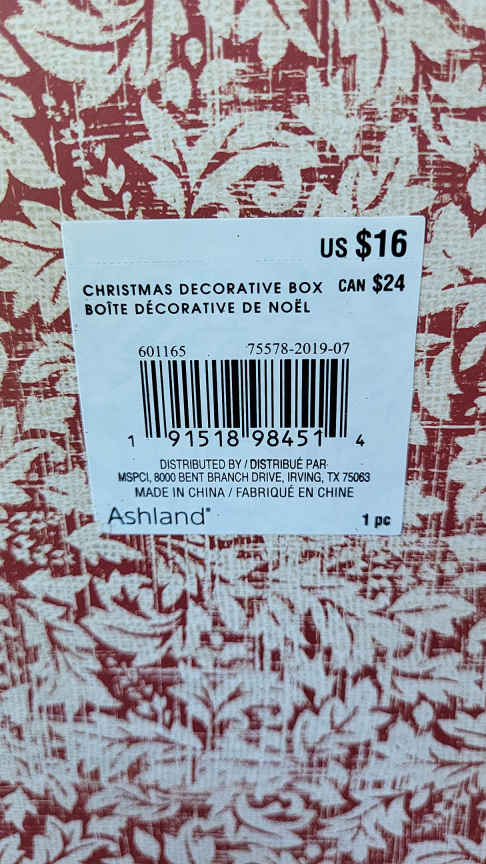 US $16
CHRISTMAS DECORATIVE BOX CAN $24
BOÎTE DÉCORATIVE DE NOËL
601165 75578-2019-07
1 91518 98451 4
DISTRIBUTED BY / DISTRIBUÉ PAR
MSPCI, 8000 BENT BRANCH DRIVE, IRVING, TX 75063
MADE IN CHINA / FABRIQUÉ EN CHINE
Ashland® 1 pc